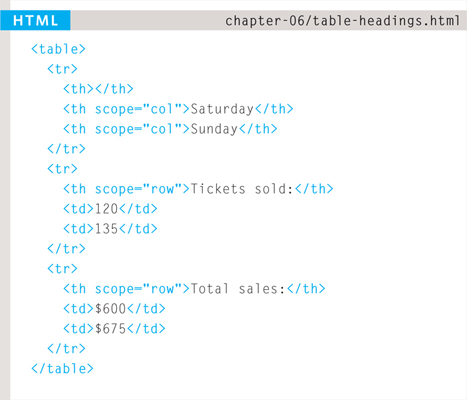 HTML
chapter-06/table-headings.html
<table>
<tr>
<th></th>
<th scope="col">Saturday</th>
<th scope="col">Sunday</th>
</tr>
<tr>
<th scope="row">Tickets sold:</th>
<td>120</td>
<td>135</td>
</tr>
<tr>
<th scope="row">Total sales:</th>
<td>$600</td>
<td>$675</td>
</tr>
</table>